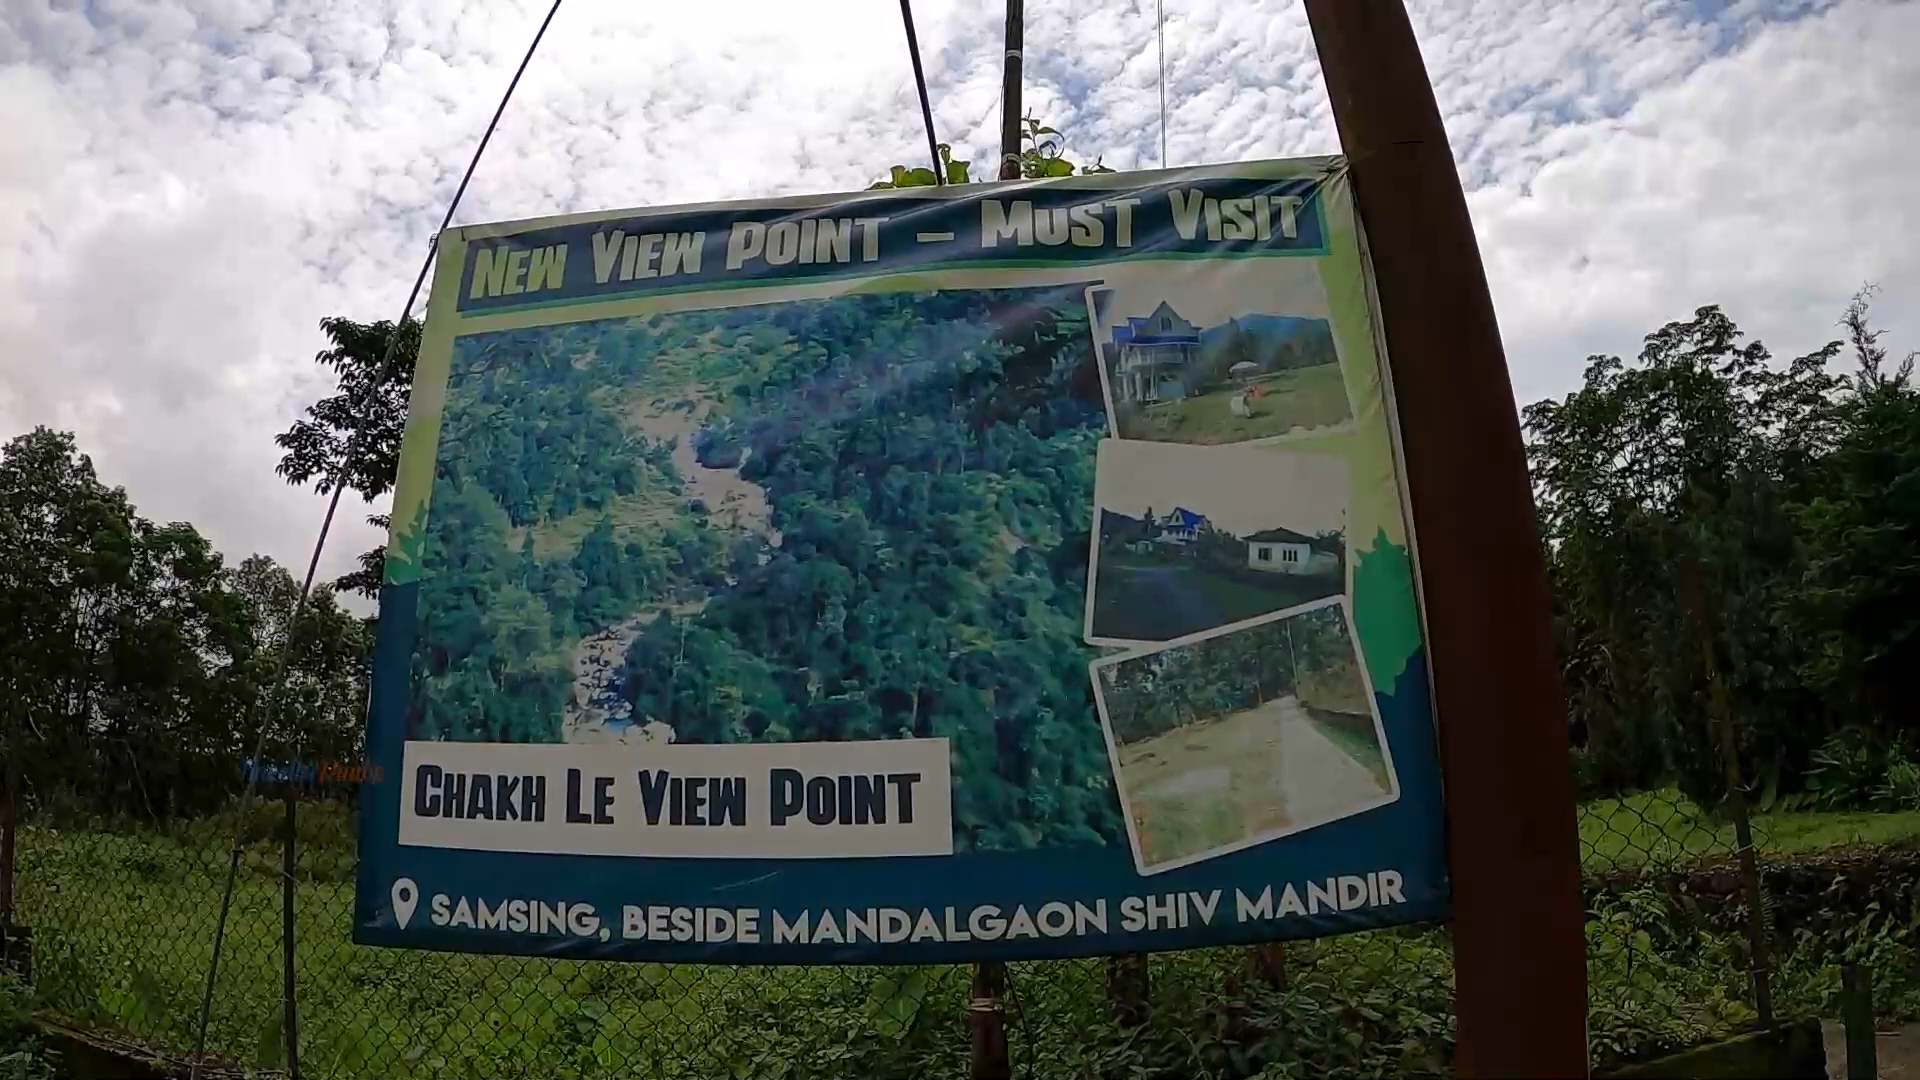 NEW VIEW POINT – MUST VISIT
CHAKH LE VIEW POINT
SAMSING, BESIDE MANDALGAON SHIV MANDIR